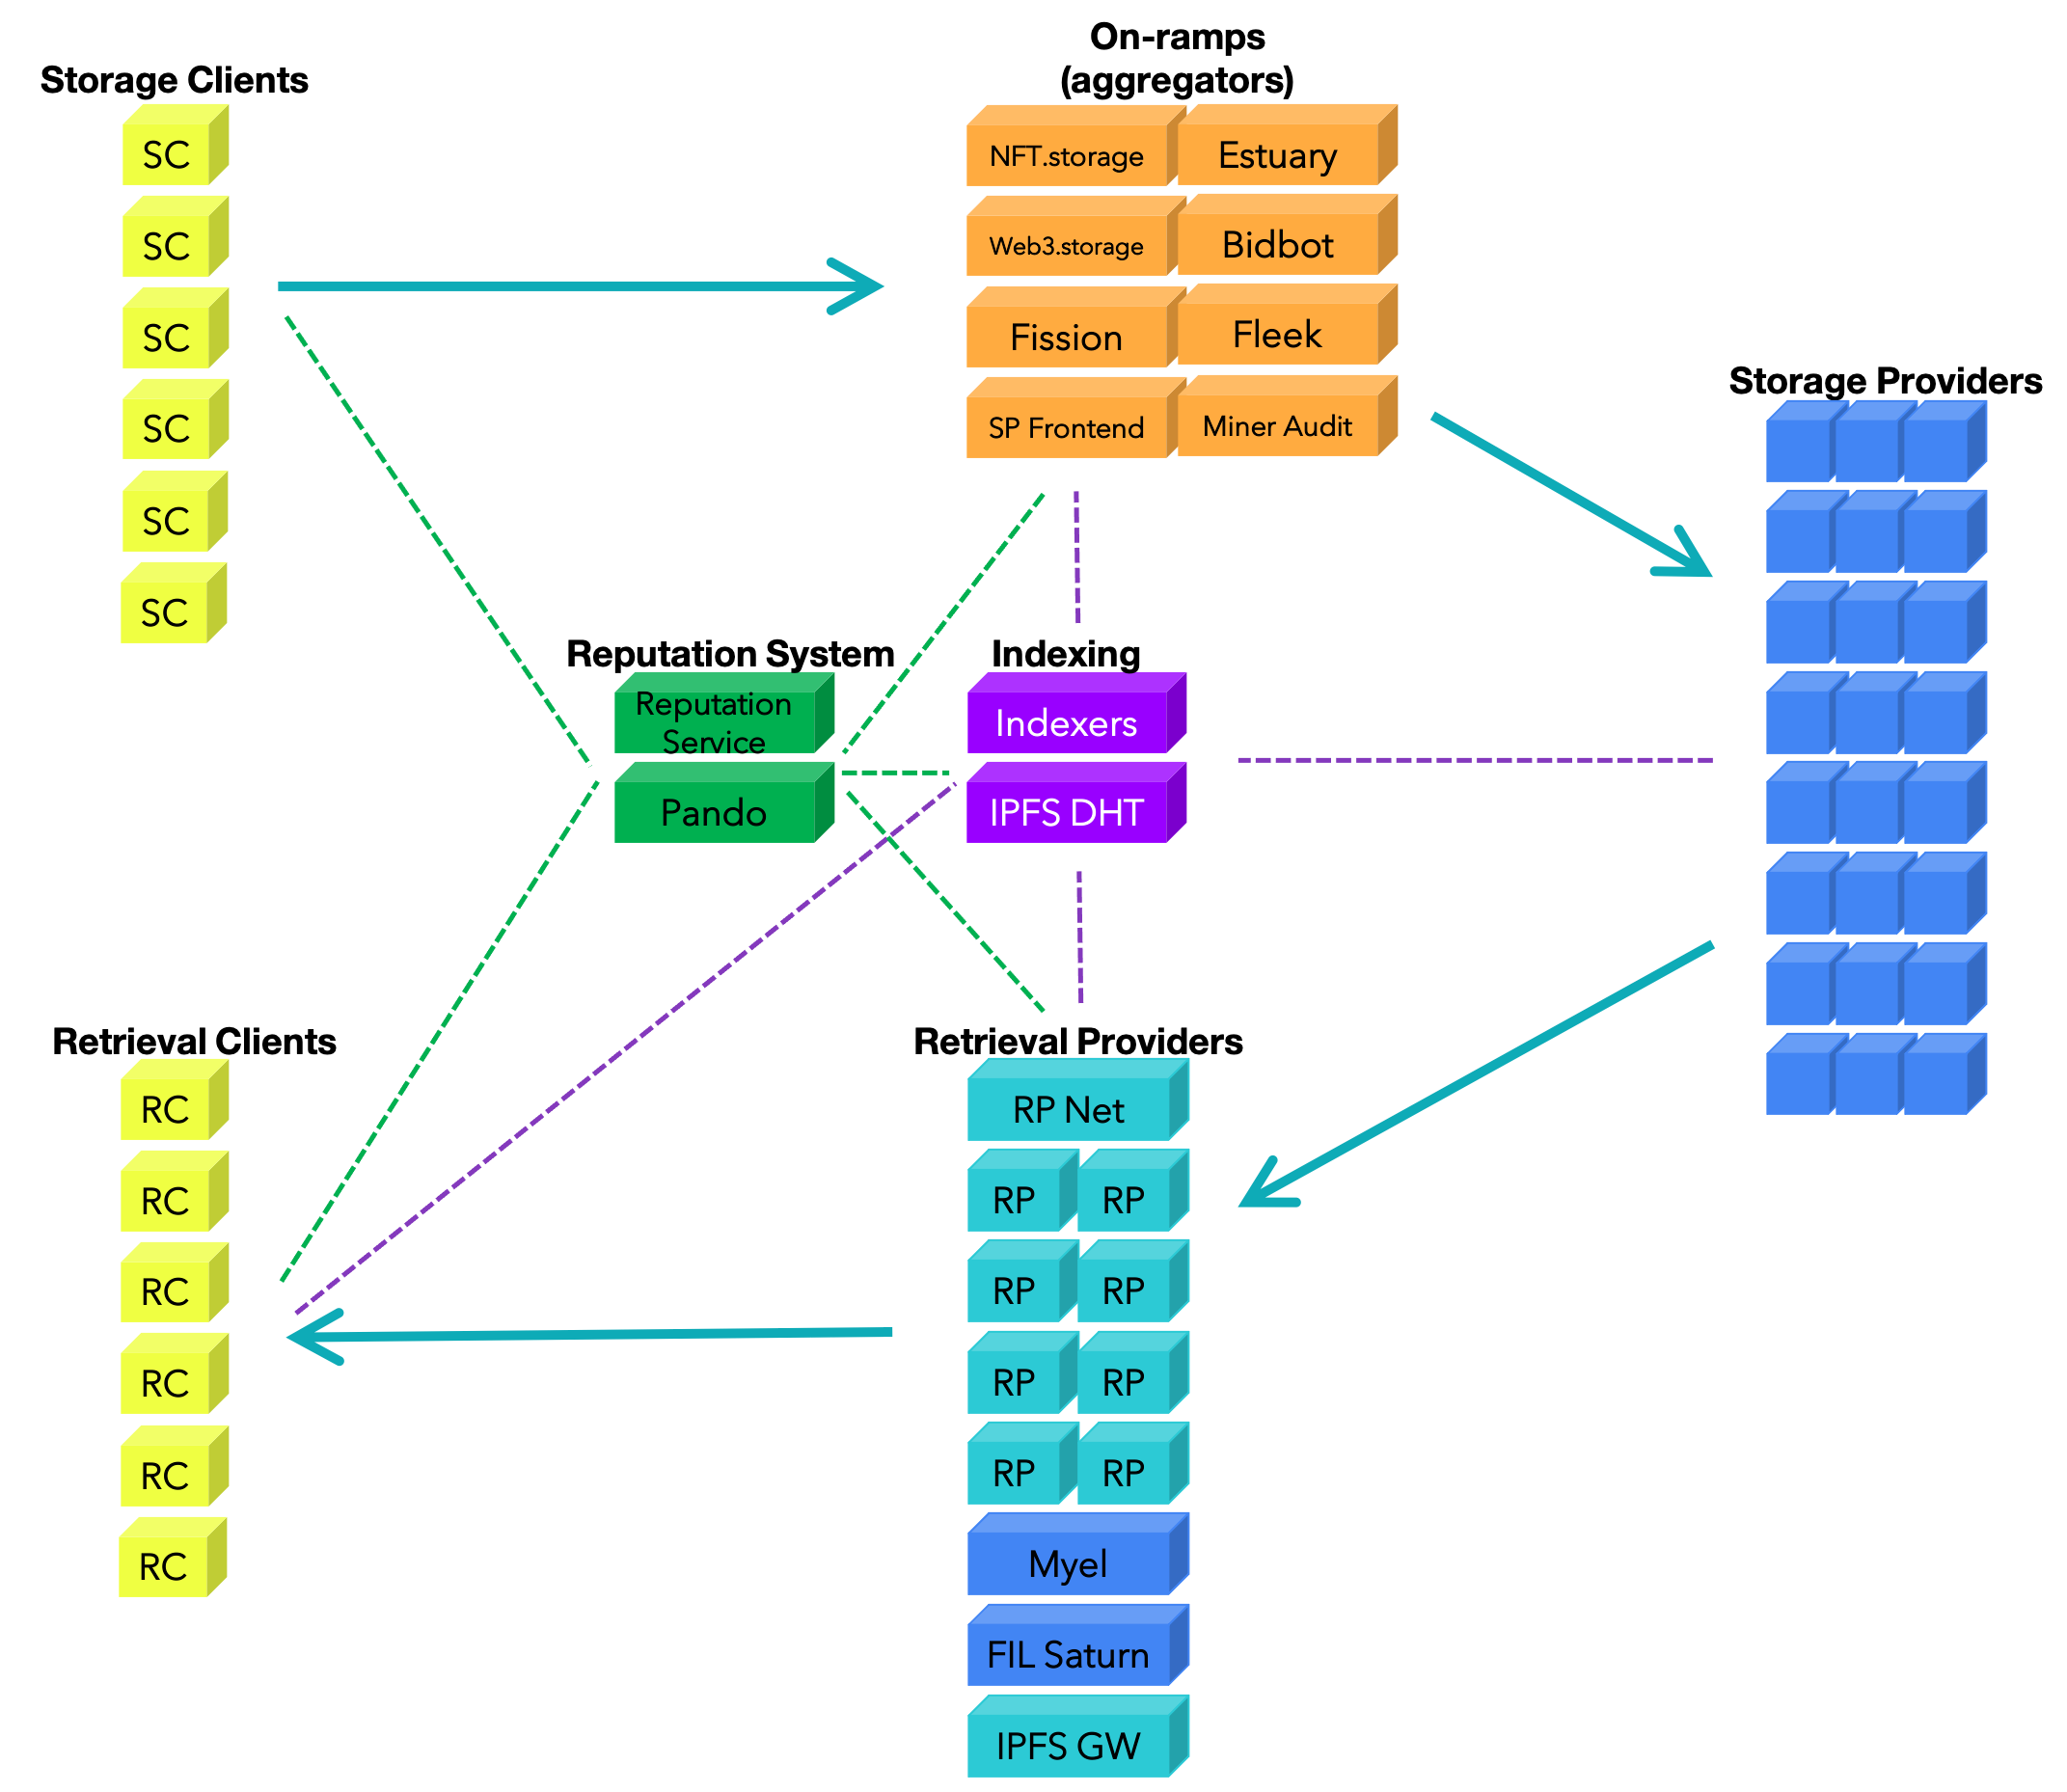 Storage Clients
SC
SC
SC
SC
SC
SC
On-ramps
(aggregators)
NFT.storage
Estuary
Web3.storage
Bidbot
Fission
Fleek
SP Frontend
Miner Audit
Storage Providers
Reputation System
Reputation
Service
Pando
Indexing
Indexers
IPFS DHT
Retrieval Clients
RC
RC
RC
RC
RC
RC
Retrieval Providers
RP Net
RP
RP
RP
RP
RP
RP
RP
RP
Myel
FIL Saturn
IPFS GW